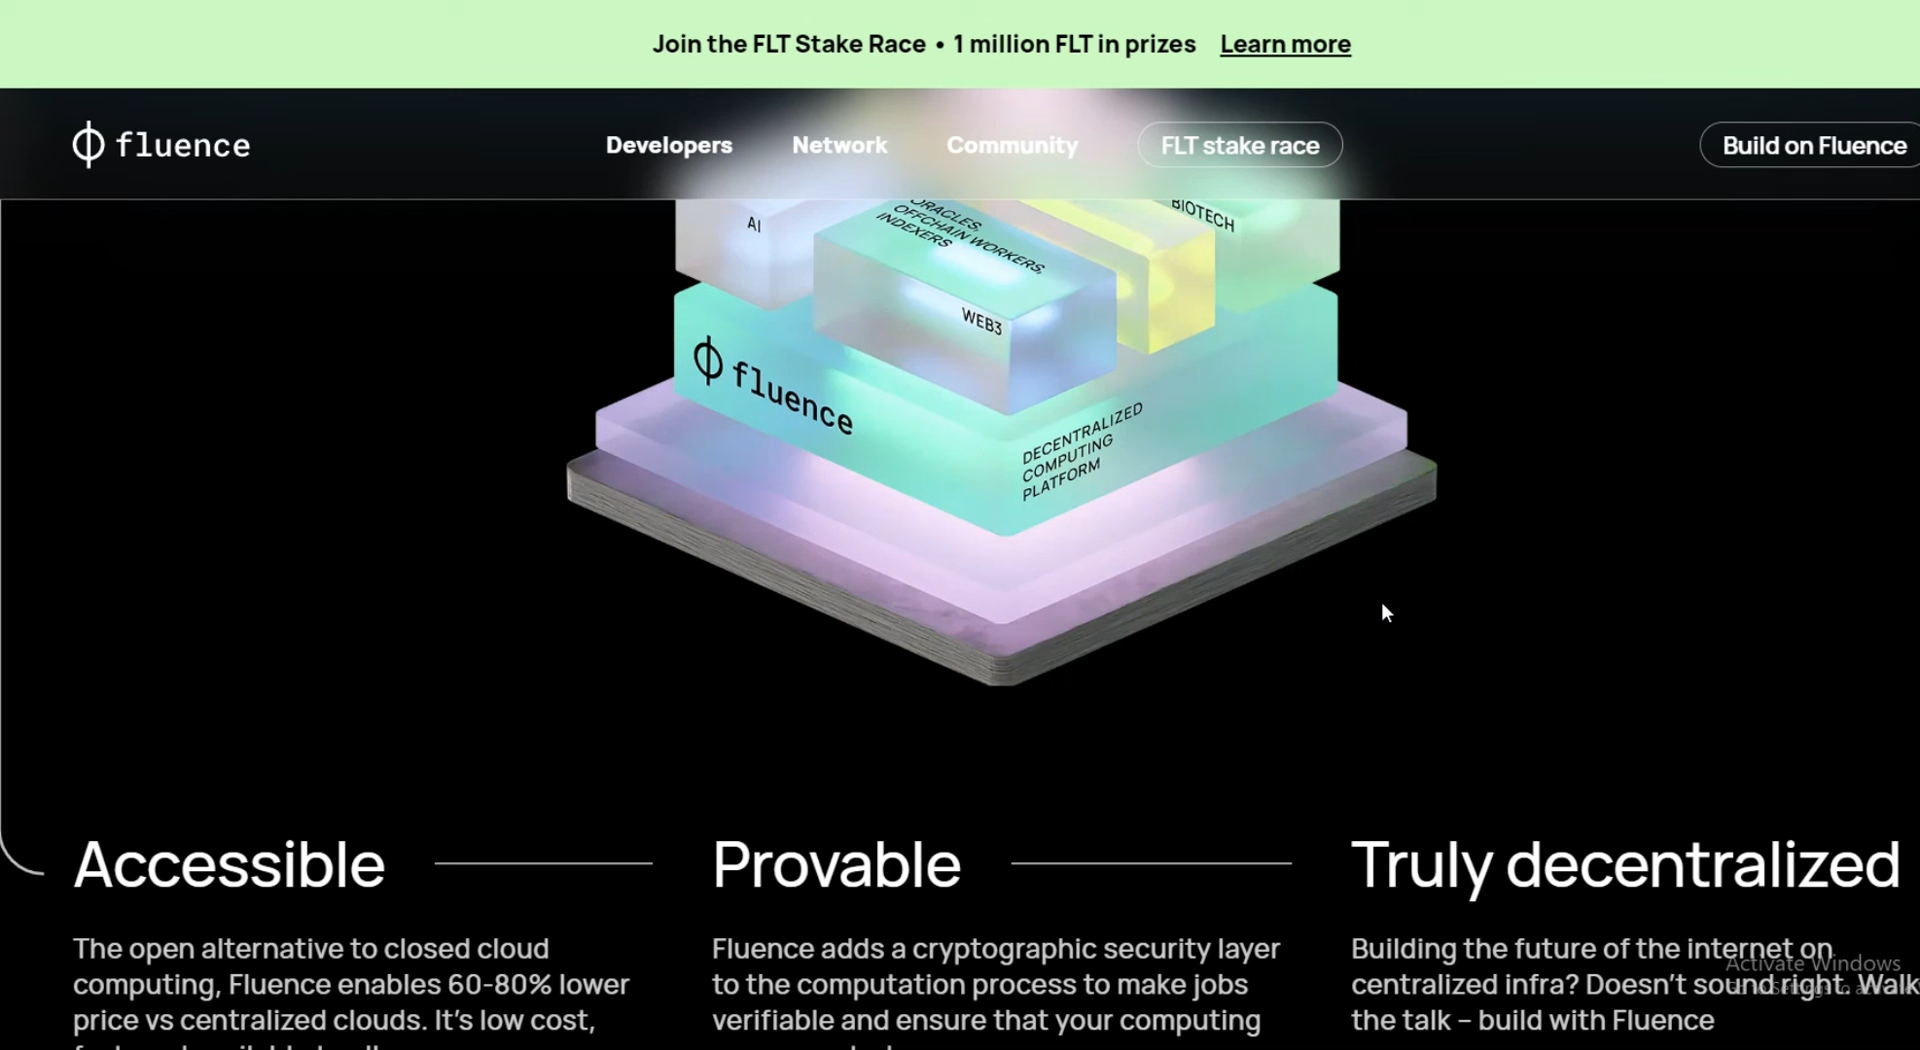 Join the FLT Stake Race • 1 million FLT in prizes Learn more
fluence Developers Network Community FLT stake race Build on Fluence
AI
ORACLES,
OFFCHAIN WORKERS,
INDEXERS
BIOTECH
WEB3
fluence
DECENTRALIZED
COMPUTING
PLATFORM
Accessible
The open alternative to closed cloud
computing, Fluence enables 60-80% lower
price vs centralized clouds. It's low cost,
Provable
Fluence adds a cryptographic security layer
to the computation process to make jobs
verifiable and ensure that your computing
Truly decentralized
Building the future of the internet on
centralized infra? Doesn't sound right. Walk
the talk – build with Fluence
Activate Windows